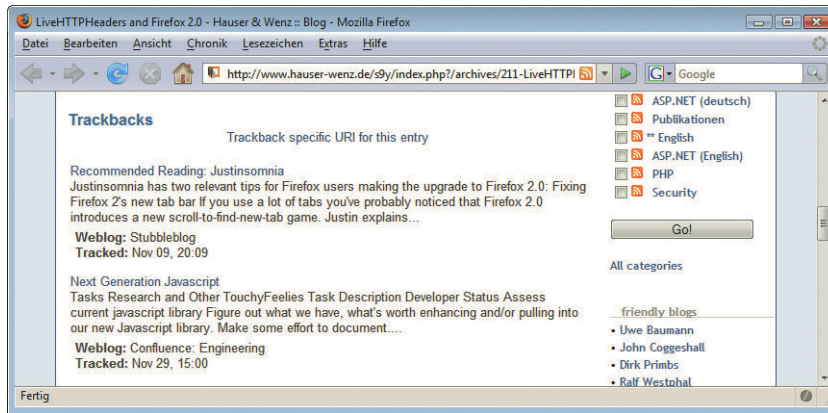 LiveHTTPHeaders and Firefox 2.0 - Hauser & Wenz :: Blog - Mozilla Firefox
Datei Bearbeiten Ansicht Chronik Lesezeichen Extras Hilfe
http://www.hauser-wenz.de/s9y/index.php?/archives/211-LiveHTTPI
G Google
Trackbacks
Trackback specific URI for this entry
Recommended Reading: Justinsomnia
Justinsomnia has two relevant tips for Firefox users making the upgrade to Firefox 2.0: Fixing
Firefox 2's new tab bar If you use a lot of tabs you've probably noticed that Firefox 2.0
introduces a new scroll-to-find-new-tab game. Justin explains...
Weblog: Stubbleblog
Tracked: Nov 09, 20:09
Next Generation Javascript
Tasks Research and Other TouchyFeelies Task Description Developer Status Assess
current javascript library Figure out what we have, what's worth enhancing and/or pulling into
our new Javascript library. Make some effort to document....
Weblog: Confluence: Engineering
Tracked: Nov 29, 15:00
ASP.NET (deutsch)
Publikationen
** English
ASP.NET (English)
PHP
Security
Go!
All categories
friendly blogs
• Uwe Baumann
• John Coggeshall
• Dirk Primbs
• Ralf Westphal
Fertig